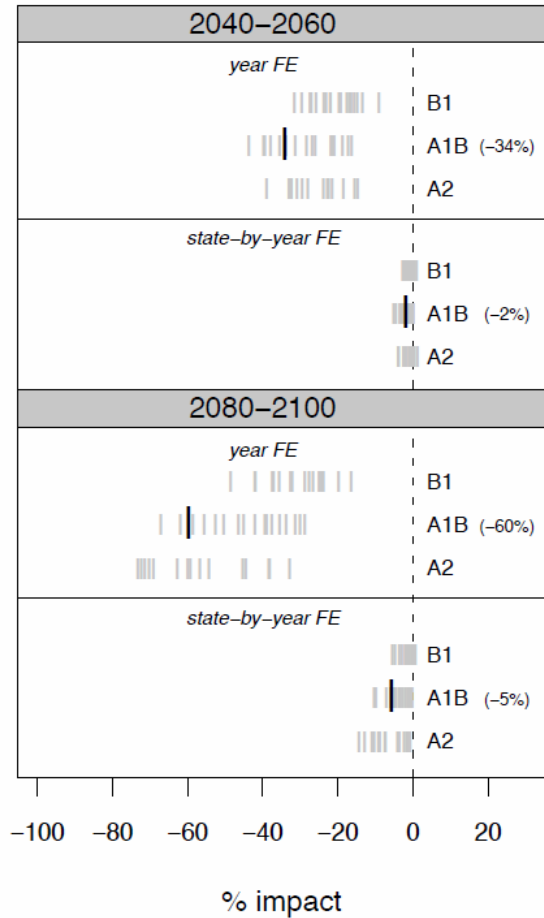 2040−2060
year FE
B1
A1B (−34%)
A2
state−by−year FE
B1
A1B (−2%)
A2
2080−2100
year FE
B1
A1B (−60%)
A2
state−by−year FE
B1
A1B (−5%)
A2
−100 −80 −60 −40 −20 0 20
% impact